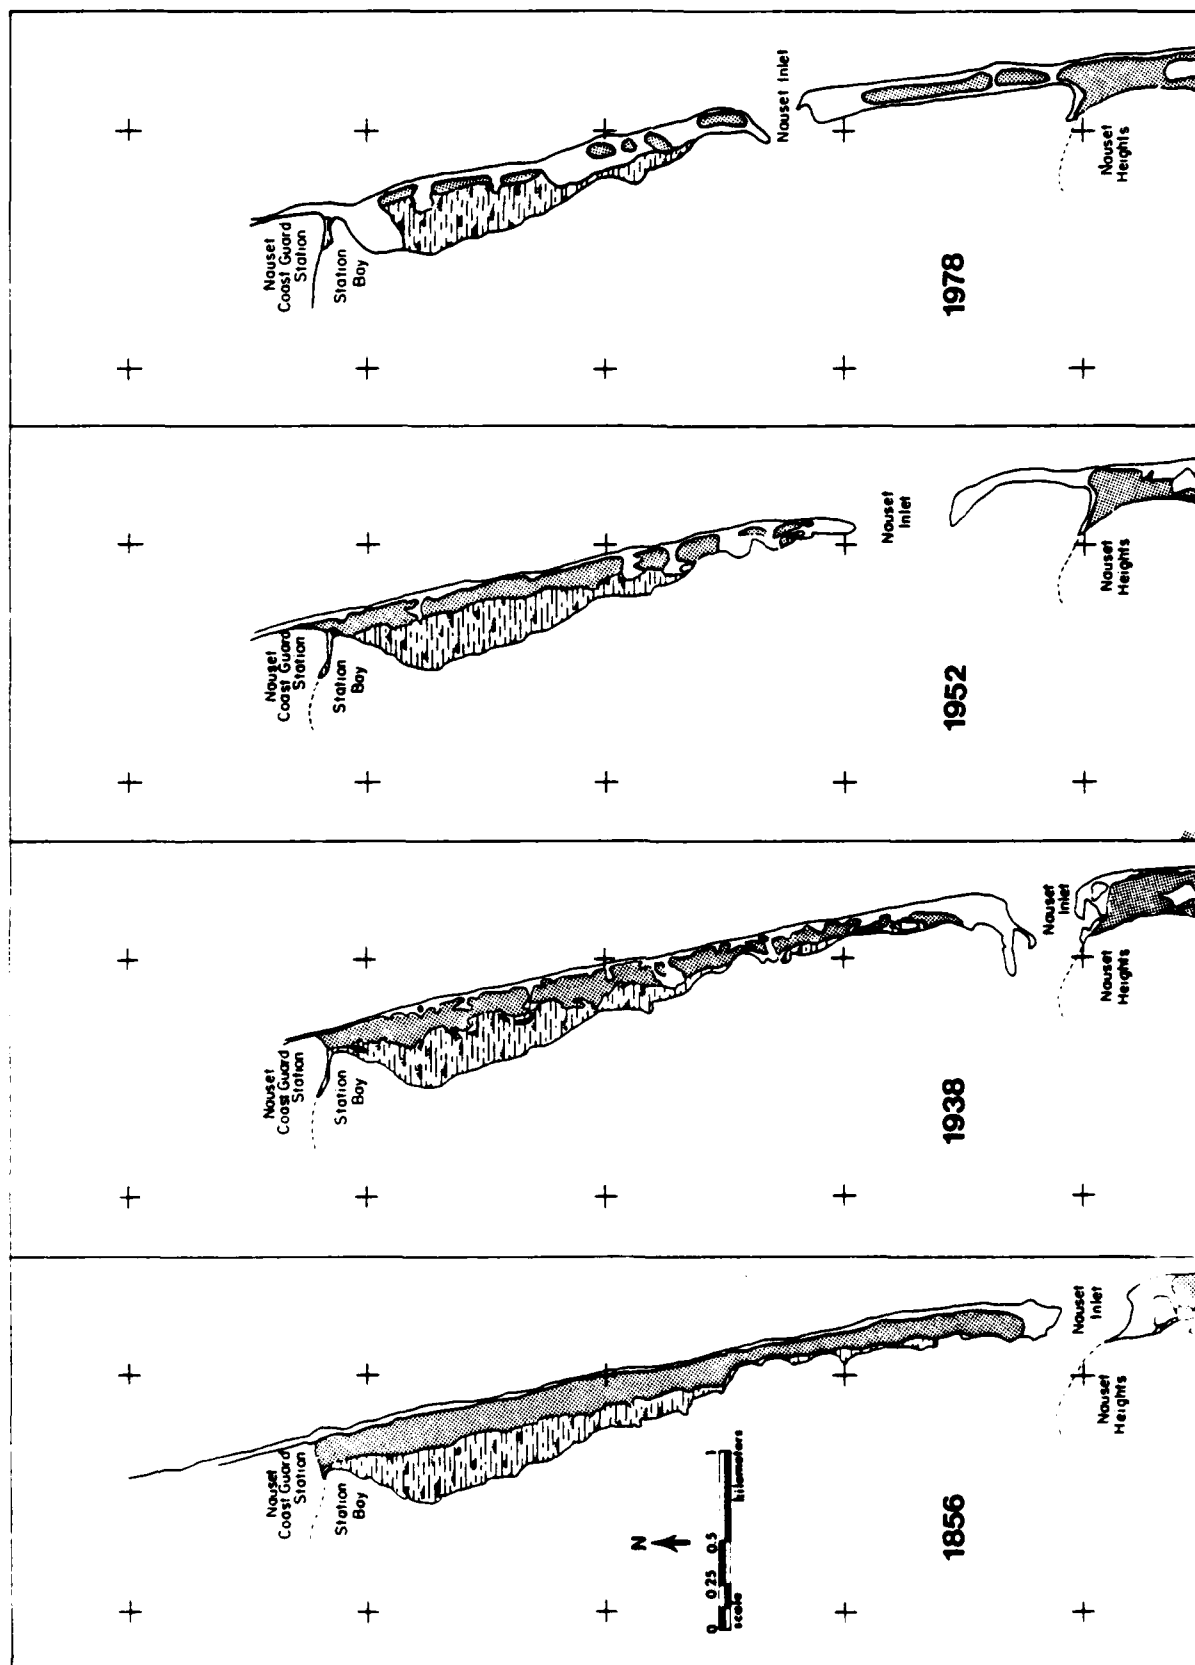 Nauset
Coast Guard
Station
Station
Bay
N
0 0.25 0.5 1
scale kilometers
1856
Nauset
Inlet
Nauset
Heights
Nauset
Coast Guard
Station
Station
Bay
1938
Nauset
Inlet
Nauset
Heights
Nauset
Coast Guard
Station
Station
Bay
1952
Nauset
Inlet
Nauset
Heights
Nauset
Coast Guard
Station
Station
Bay
1978
Nauset Inlet
Nauset
Heights